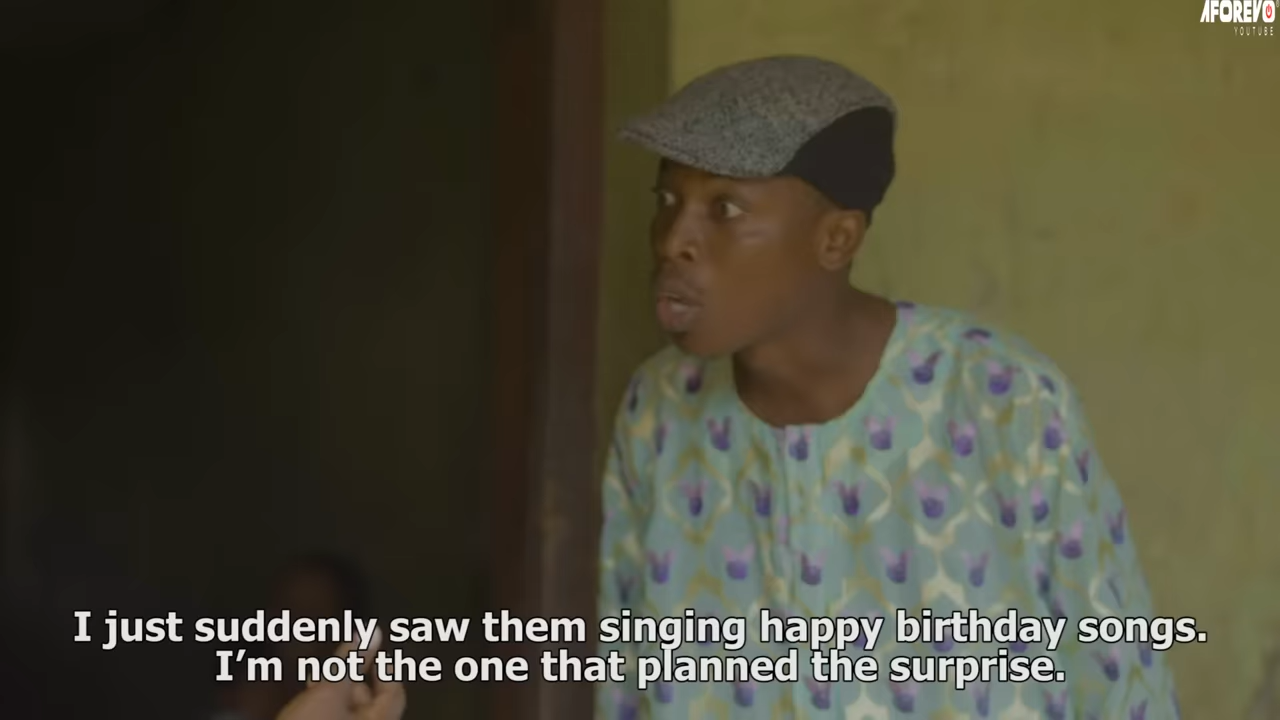 AFOREVO
YOUTUBE
I just suddenly saw them singing happy birthday songs.
I’m not the one that planned the surprise.